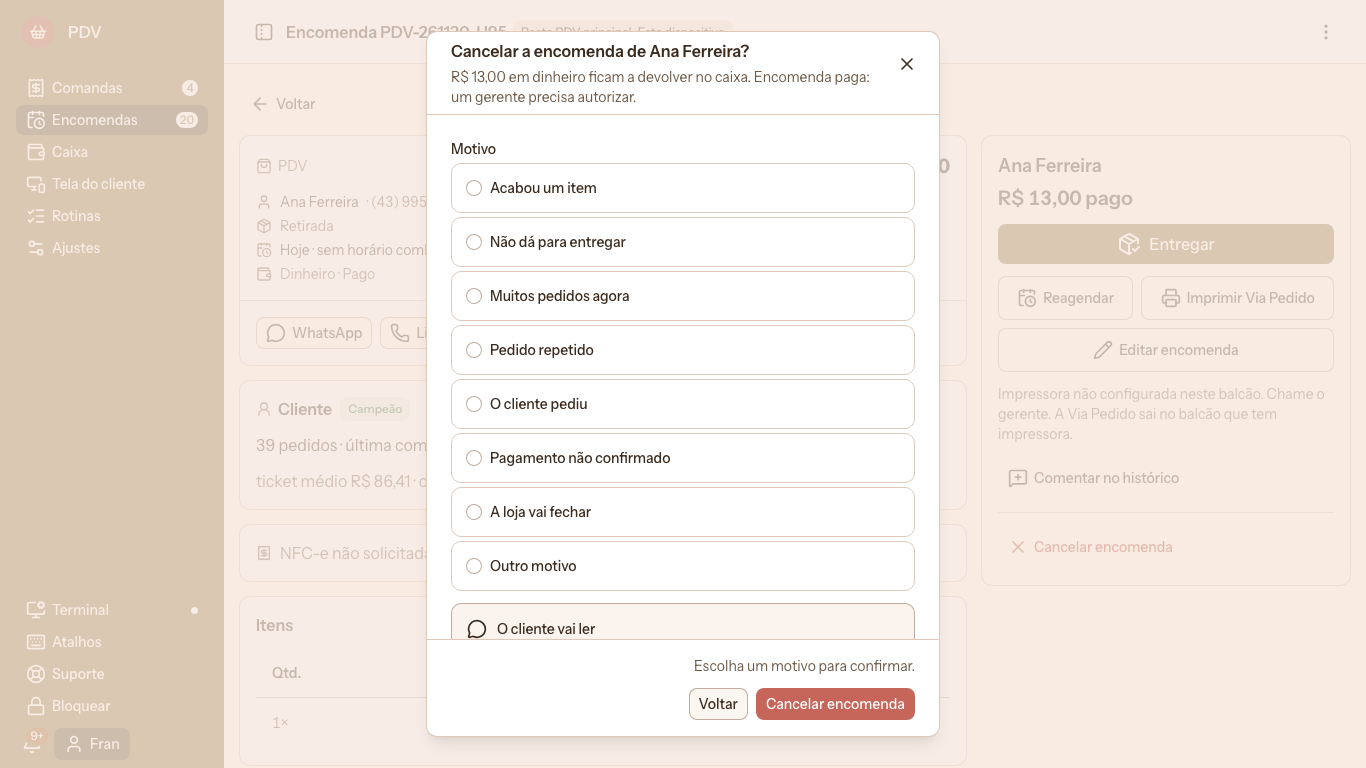 PDV
Encomenda PDV-261120-U95
Comandas 4
Encomendas 20
Caixa
Tela do cliente
Rotinas
Ajustes
Terminal
Atalhos
Suporte
Bloquear
9+
Fran
Voltar
PDV
Ana Ferreira · (43) 995
Retirada
Hoje · sem horário com
Dinheiro · Pago
WhatsApp
Cliente Campeão
39 pedidos · última com
ticket médio R$ 86,41 ·
NFC-e não solicitada
Itens
Qtd.
1×
Cancelar a encomenda de Ana Ferreira?
R$ 13,00 em dinheiro ficam a devolver no caixa. Encomenda paga:
um gerente precisa autorizar.
Motivo
Acabou um item
Não dá para entregar
Muitos pedidos agora
Pedido repetido
O cliente pediu
Pagamento não confirmado
A loja vai fechar
Outro motivo
O cliente vai ler
Escolha um motivo para confirmar.
Voltar
Cancelar encomenda
Ana Ferreira
R$ 13,00 pago
Entregar
Reagendar
Imprimir Via Pedido
Editar encomenda
Impressora não configurada neste balcão. Chame o
gerente. A Via Pedido sai no balcão que tem
impressora.
Comentar no histórico
Cancelar encomenda